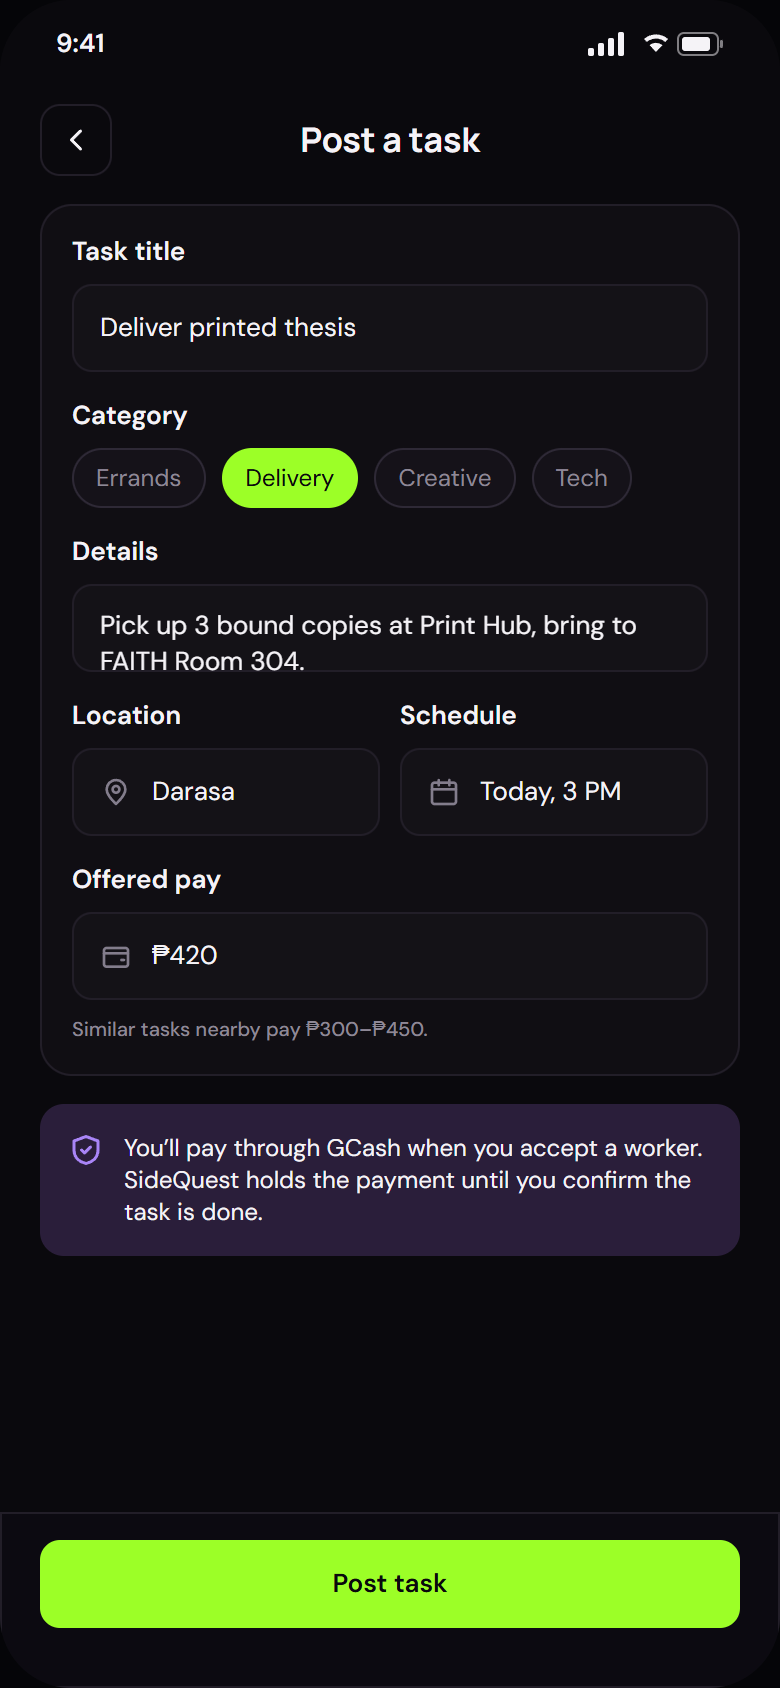 9:41
Post a task
Task title
Deliver printed thesis
Category
Errands Delivery Creative Tech
Details
Pick up 3 bound copies at Print Hub, bring to
FAITH Room 304.
Location Schedule
Darasa Today, 3 PM
Offered pay
₱420
Similar tasks nearby pay ₱300–₱450.
You’ll pay through GCash when you accept a worker.
SideQuest holds the payment until you confirm the
task is done.
Post task